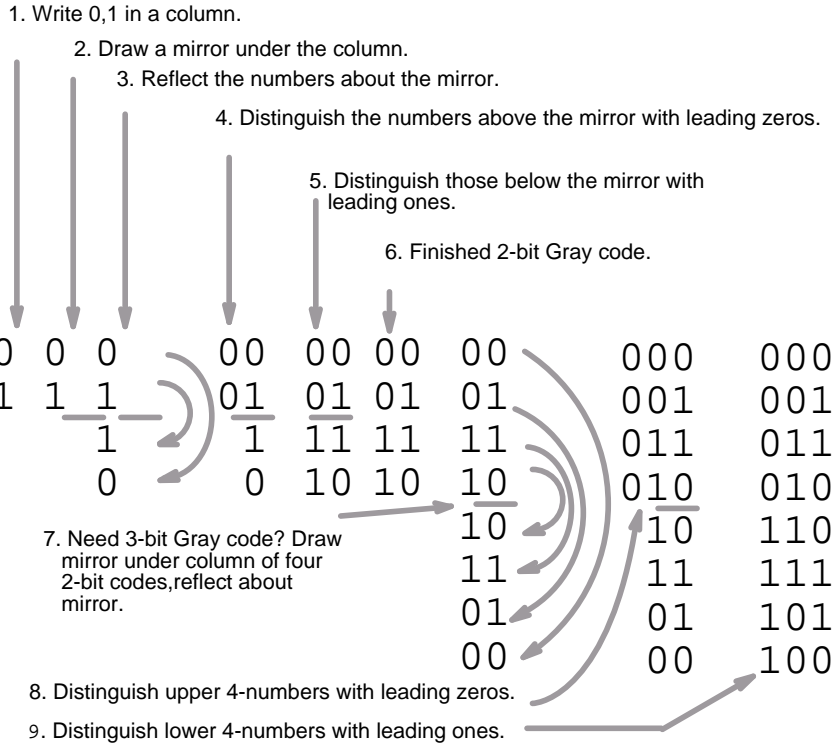 1. Write 0,1 in a column.
2. Draw a mirror under the column.
3. Reflect the numbers about the mirror.
4. Distinguish the numbers above the mirror with leading zeros.
5. Distinguish those below the mirror with
leading ones.
6. Finished 2-bit Gray code.
0 0 0 00 00 00 00 000 000
1 1 1 01 01 01 01 001 001
1 1 11 11 11 011 011
0 0 10 10 10 010 010
10 10 110
11 11 111
01 01 101
00 00 100
7. Need 3-bit Gray code? Draw
mirror under column of four
2-bit codes,reflect about
mirror.
8. Distinguish upper 4-numbers with leading zeros.
9. Distinguish lower 4-numbers with leading ones.